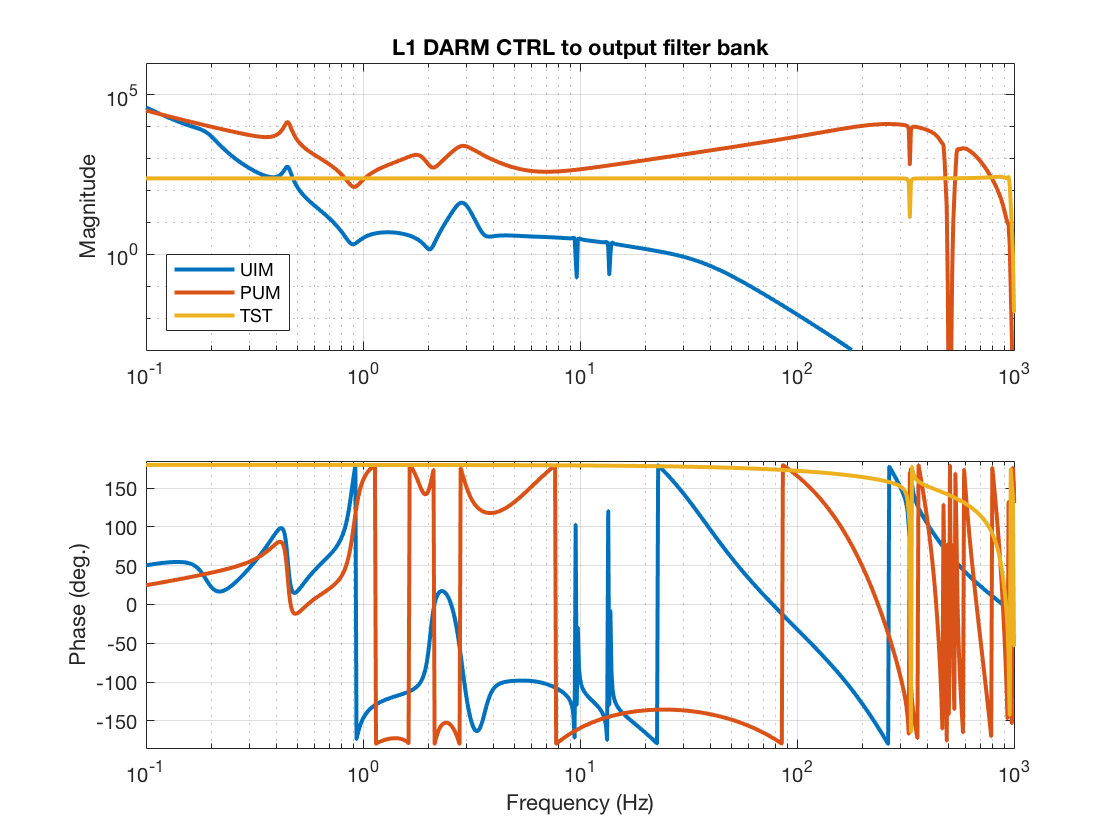 L1 DARM CTRL to output filter bank
Magnitude
10^5
10^0
UIM
PUM
TST
10^-1
10^0
10^1
10^2
10^3
Phase (deg.)
150
100
50
0
-50
-100
-150
10^-1
10^0
10^1
10^2
10^3
Frequency (Hz)